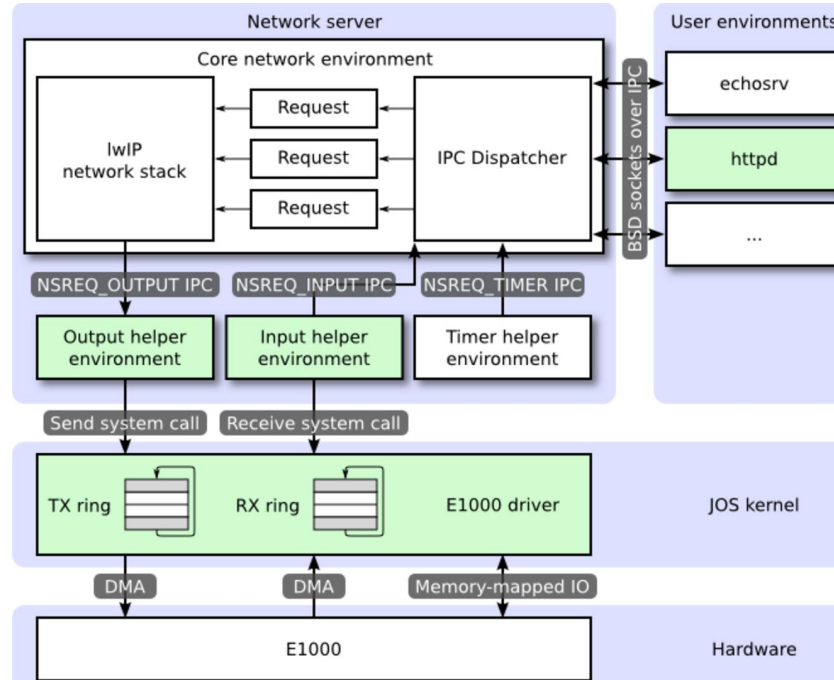 Network server
User environments
Core network environment
lwIP
network stack
Request
Request
Request
IPC Dispatcher
BSD sockets over IPC
echosrv
httpd
...
NSREQ_OUTPUT IPC
NSREQ_INPUT IPC
NSREQ_TIMER IPC
Output helper
environment
Input helper
environment
Timer helper
environment
Send system call
Receive system call
TX ring
RX ring
E1000 driver
JOS kernel
DMA
DMA
Memory-mapped IO
E1000
Hardware